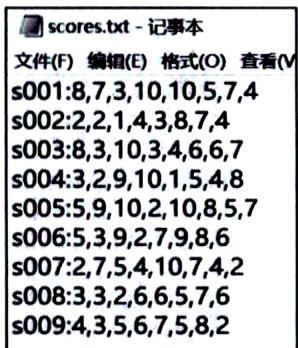 scores.txt - 记事本
文件(F) 编辑(E) 格式(O) 查看(V
s001:8,7,3,10,10,5,7,4
s002:2,2,1,4,3,8,7,4
s003:8,3,10,3,4,6,6,7
s004:3,2,9,10,1,5,4,8
s005:5,9,10,2,10,8,5,7
s006:5,3,9,2,7,9,8,6
s007:2,7,5,4,10,7,4,2
s008:3,3,2,6,6,5,7,6
s009:4,3,5,6,7,5,8,2